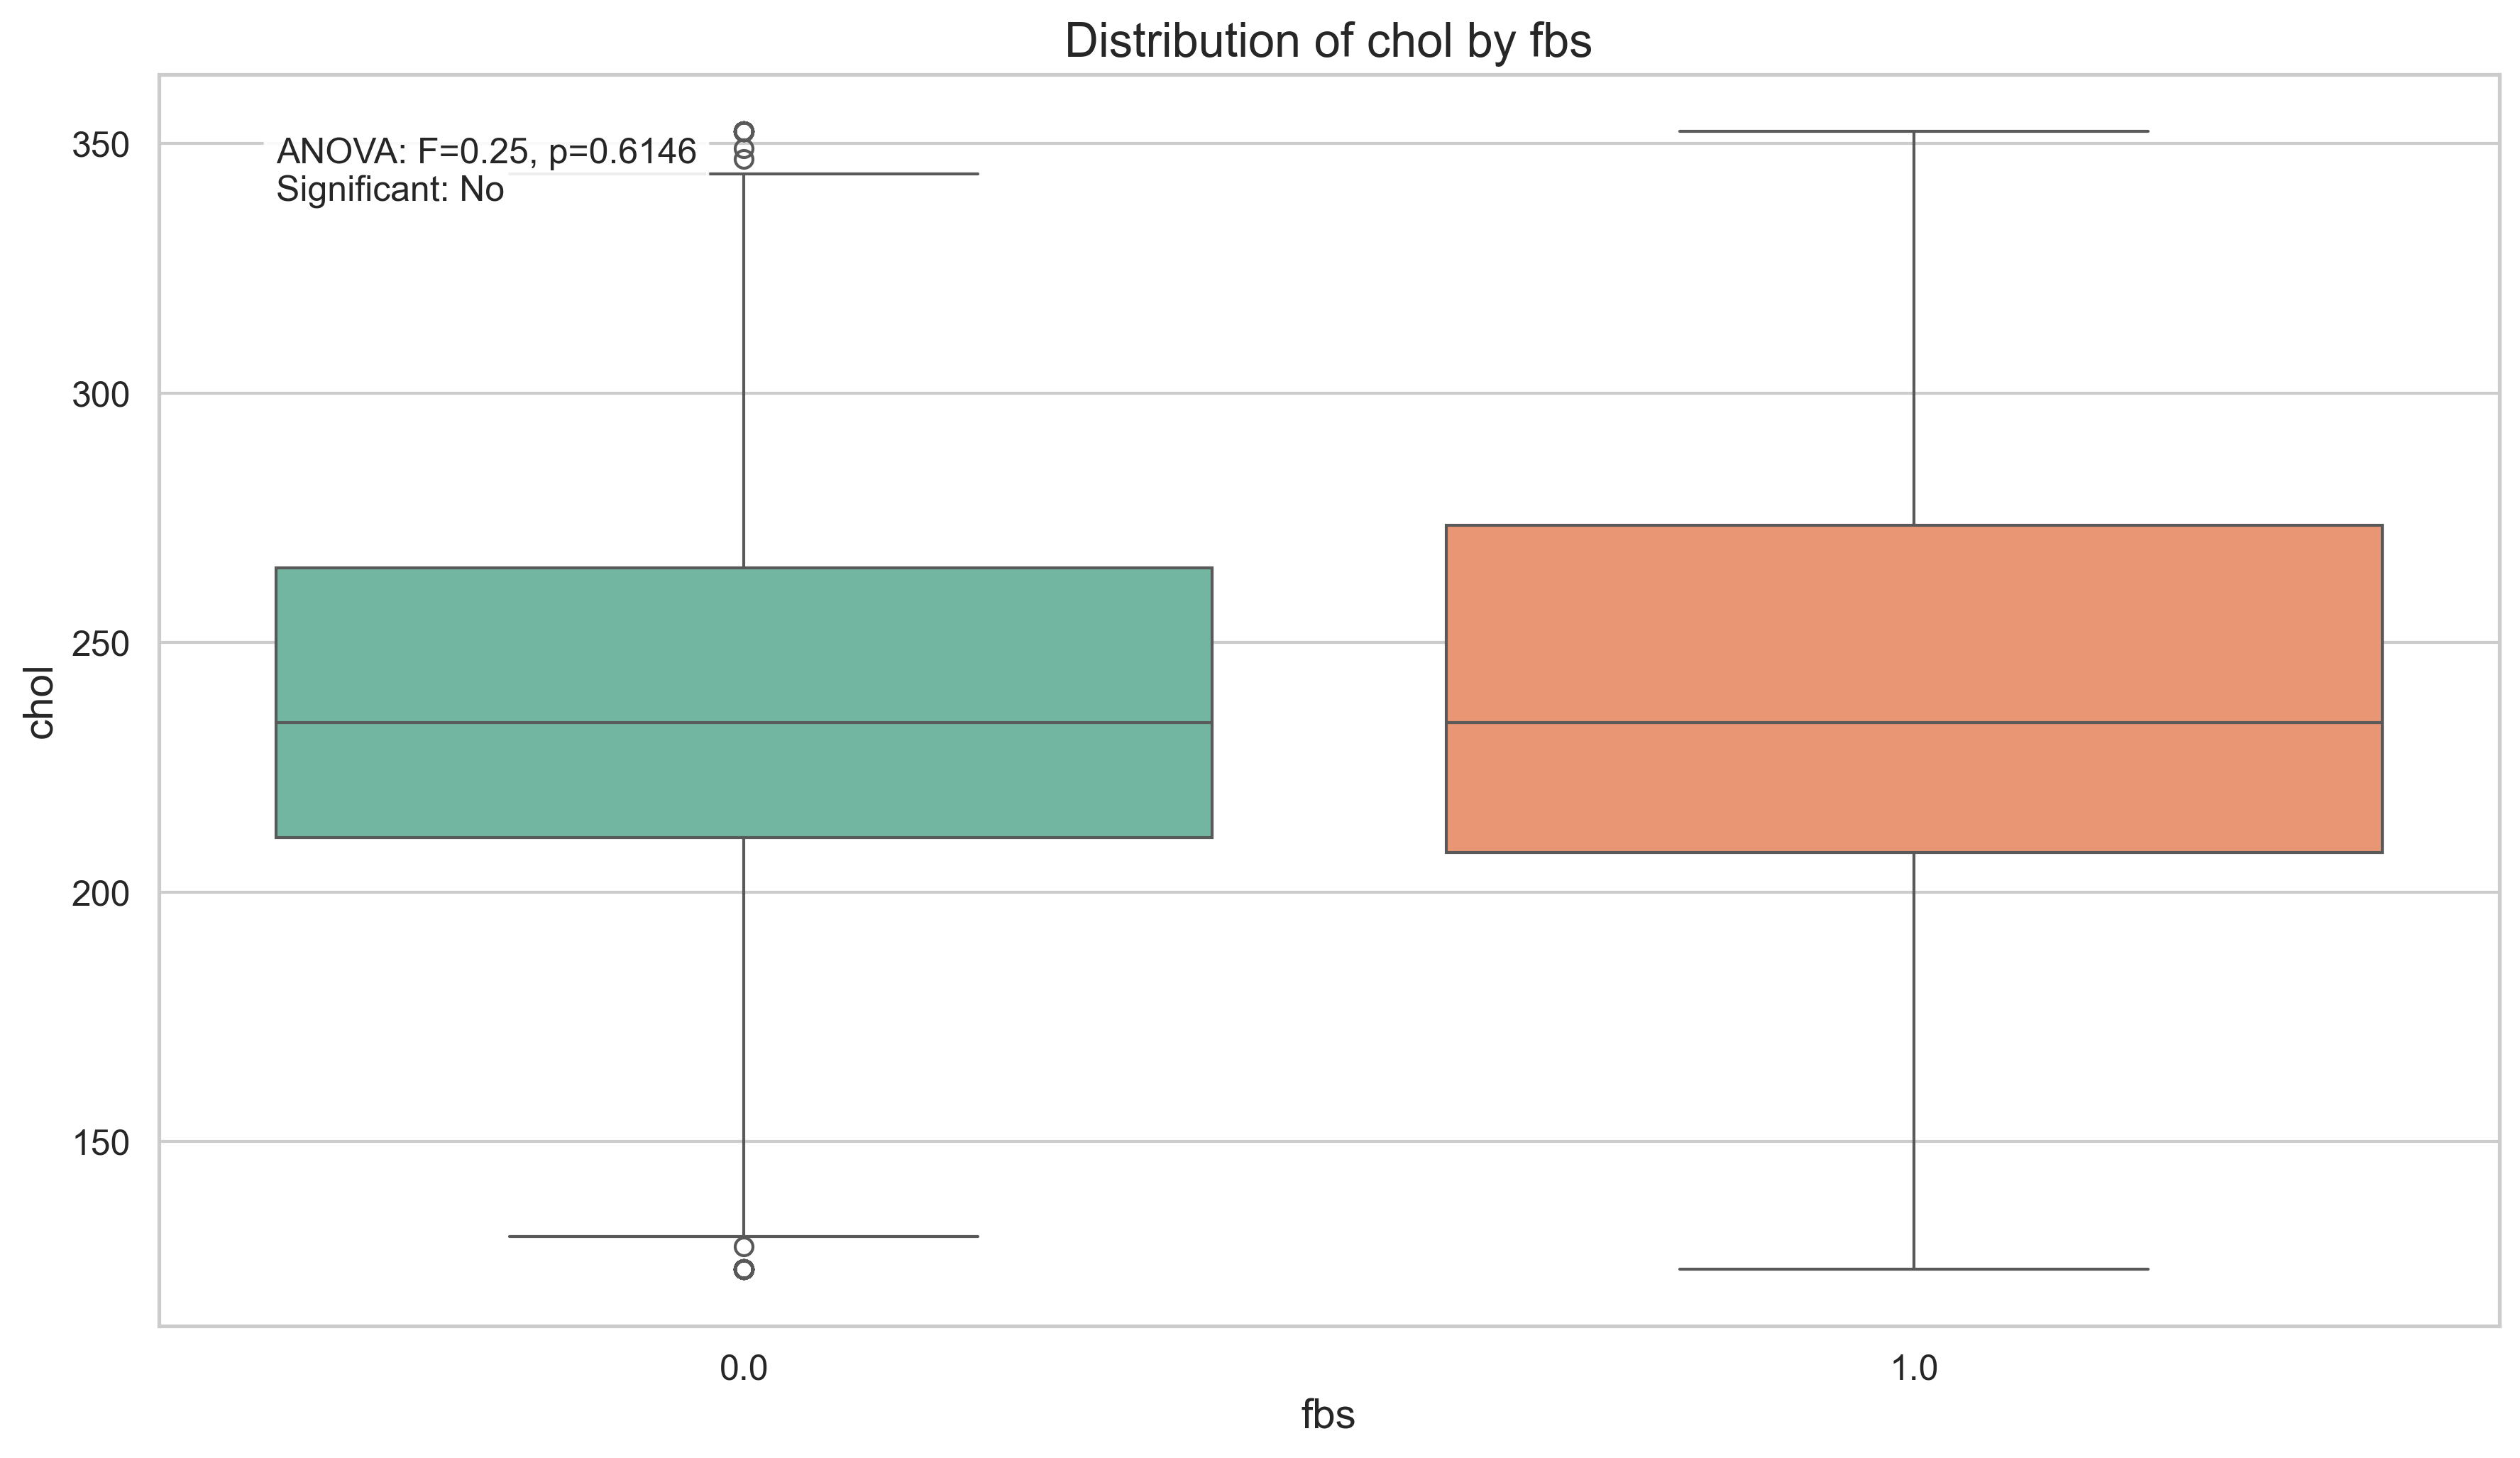 Distribution of chol by fbs
ANOVA: F=0.25, p=0.6146
Significant: No
350
300
250
200
150
chol
0.0
1.0
fbs